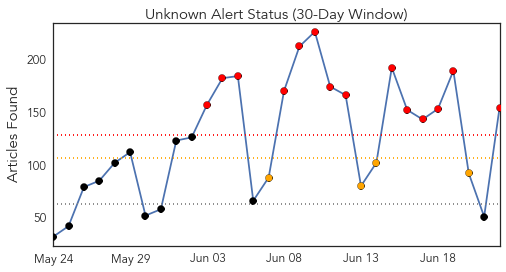 Unknown Alert Status (30-Day Window)
Articles Found
200
150
100
50
May 24
May 29
Jun 03
Jun 08
Jun 13
Jun 18